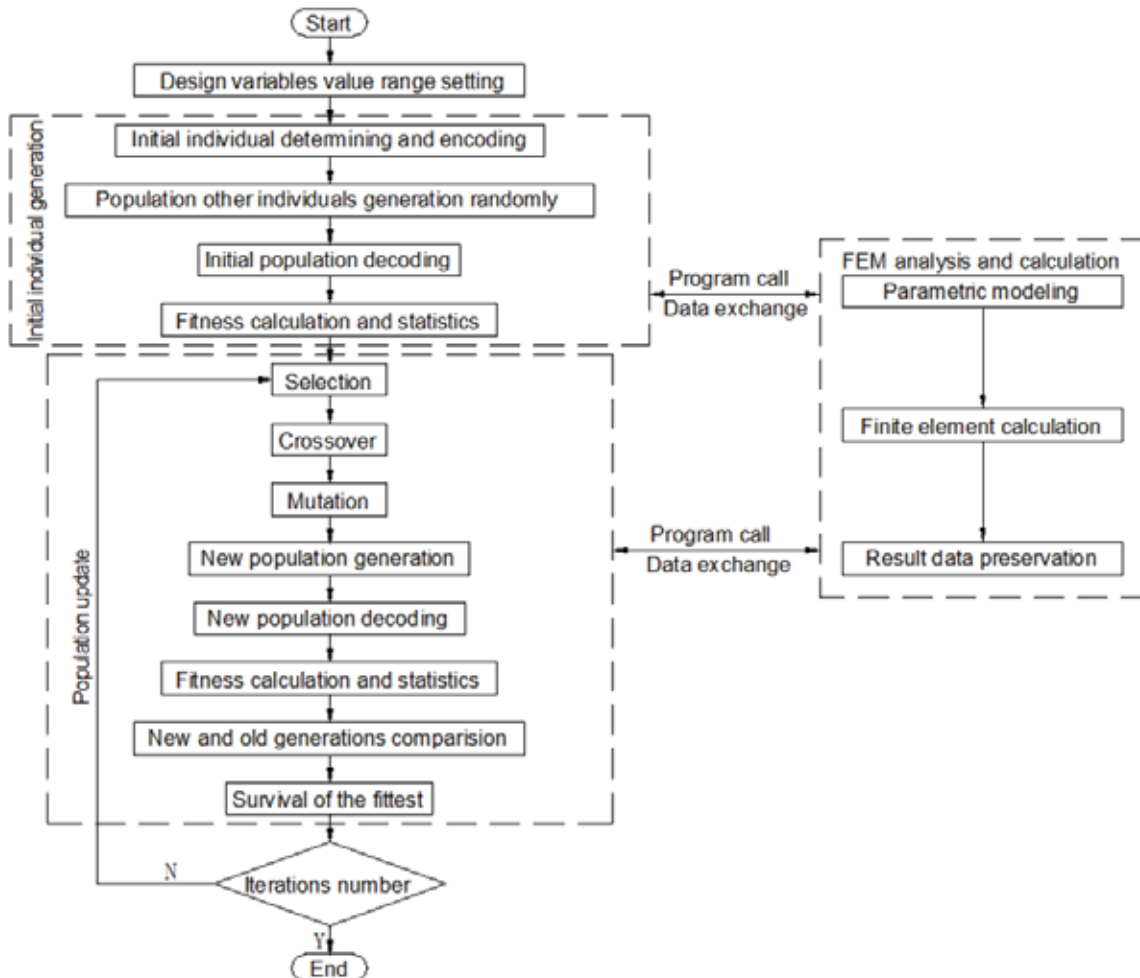 Start
Design variables value range setting
Initial individual generation
Initial individual determining and encoding
Population other individuals generation randomly
Initial population decoding
Fitness calculation and statistics
Program call
Data exchange
FEM analysis and calculation
Parametric modeling
Finite element calculation
Result data preservation
Population update
Selection
Crossover
Mutation
New population generation
New population decoding
Fitness calculation and statistics
New and old generations comparision
Survival of the fittest
Program call
Data exchange
N
Iterations number
Y
End